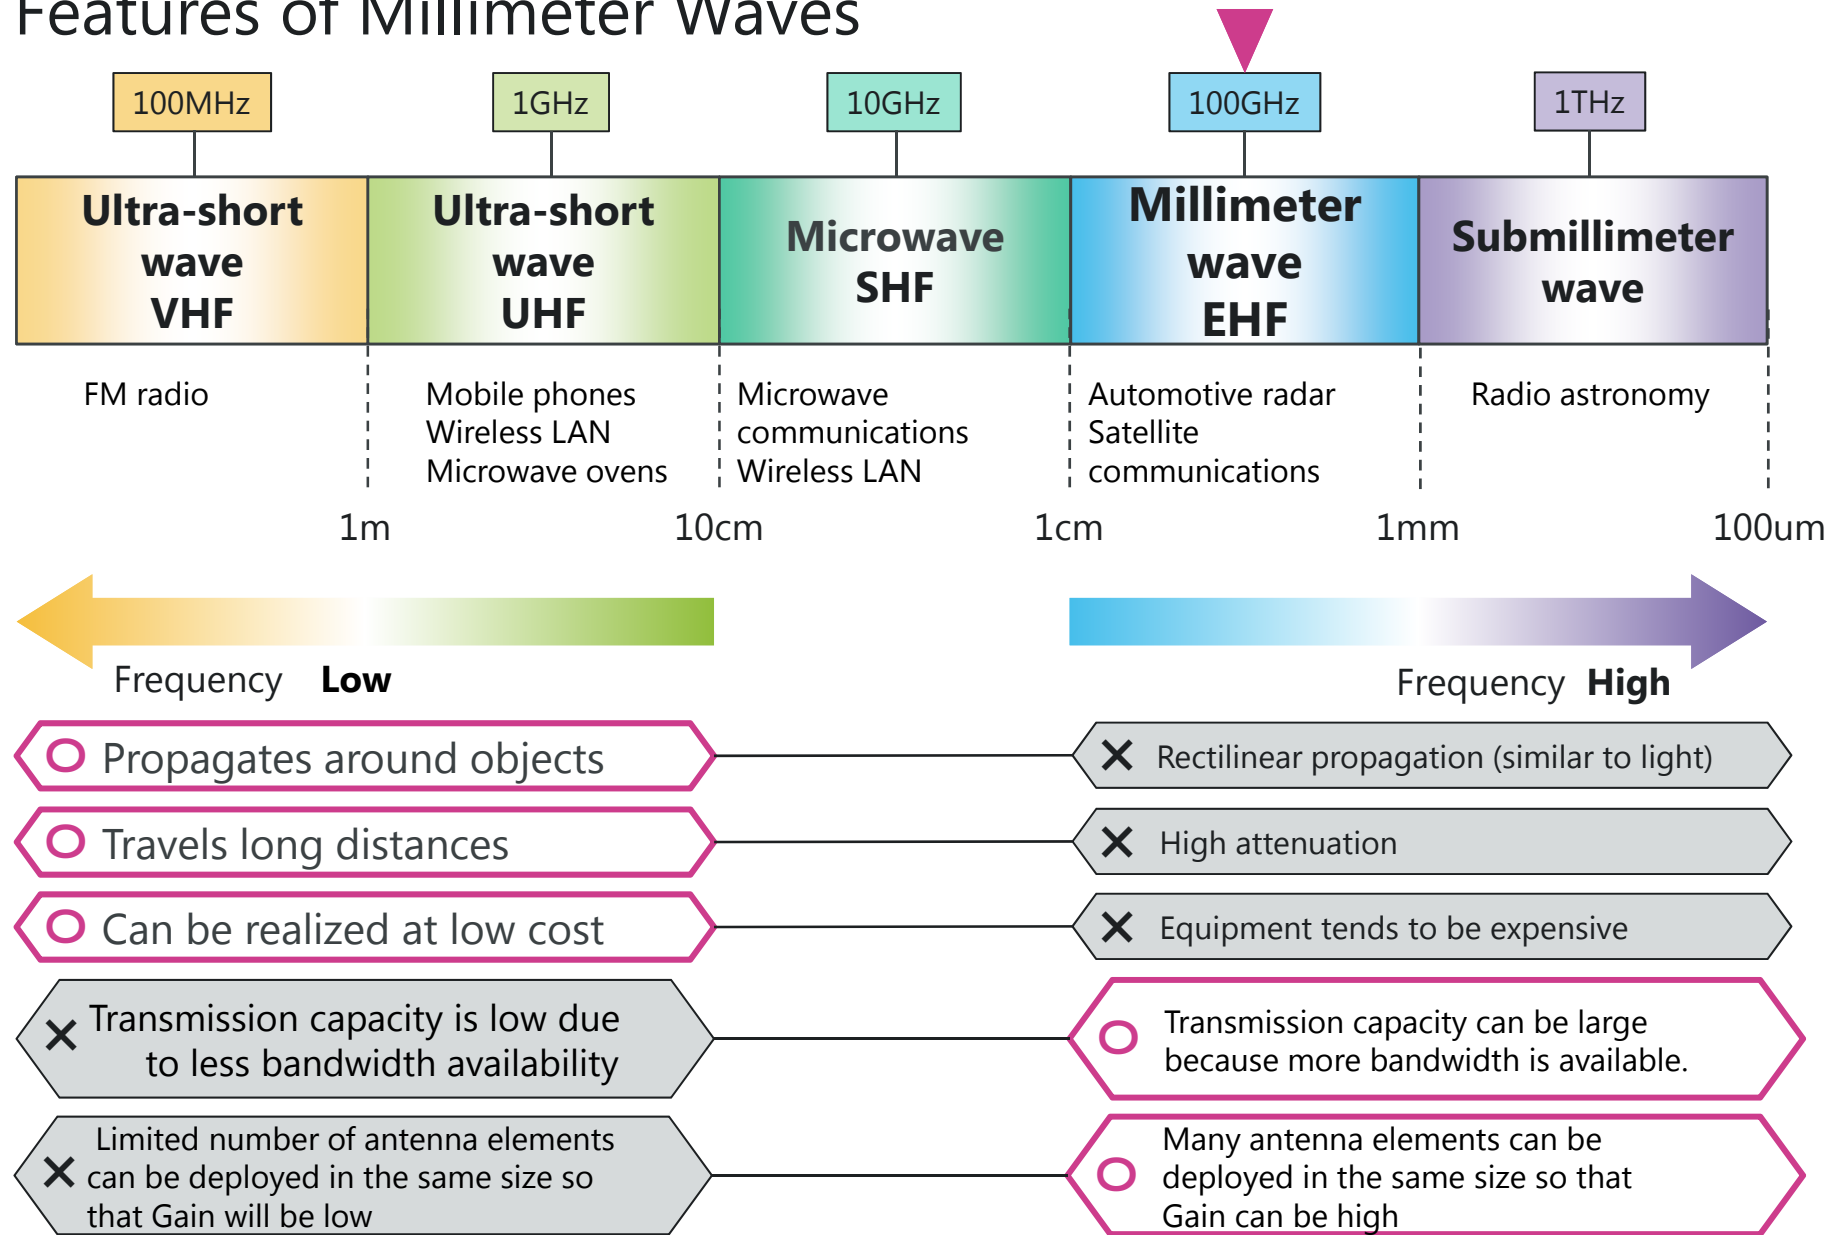 Features of Millimeter Waves
100MHz
1GHz
10GHz
100GHz
1THz
Ultra-short
wave
VHF
Ultra-short
wave
UHF
Microwave
SHF
Millimeter
wave
EHF
Submillimeter
wave
FM radio
Mobile phones
Wireless LAN
Microwave ovens
Microwave
communications
Wireless LAN
Automotive radar
Satellite
communications
Radio astronomy
1m
10cm
1cm
1mm
100um
Frequency Low
Frequency High
Propagates around objects
Rectilinear propagation (similar to light)
Travels long distances
High attenuation
Can be realized at low cost
Equipment tends to be expensive
Transmission capacity is low due
to less bandwidth availability
Transmission capacity can be large
because more bandwidth is available.
Limited number of antenna elements
can be deployed in the same size so
that Gain will be low
Many antenna elements can be
deployed in the same size so that
Gain can be high